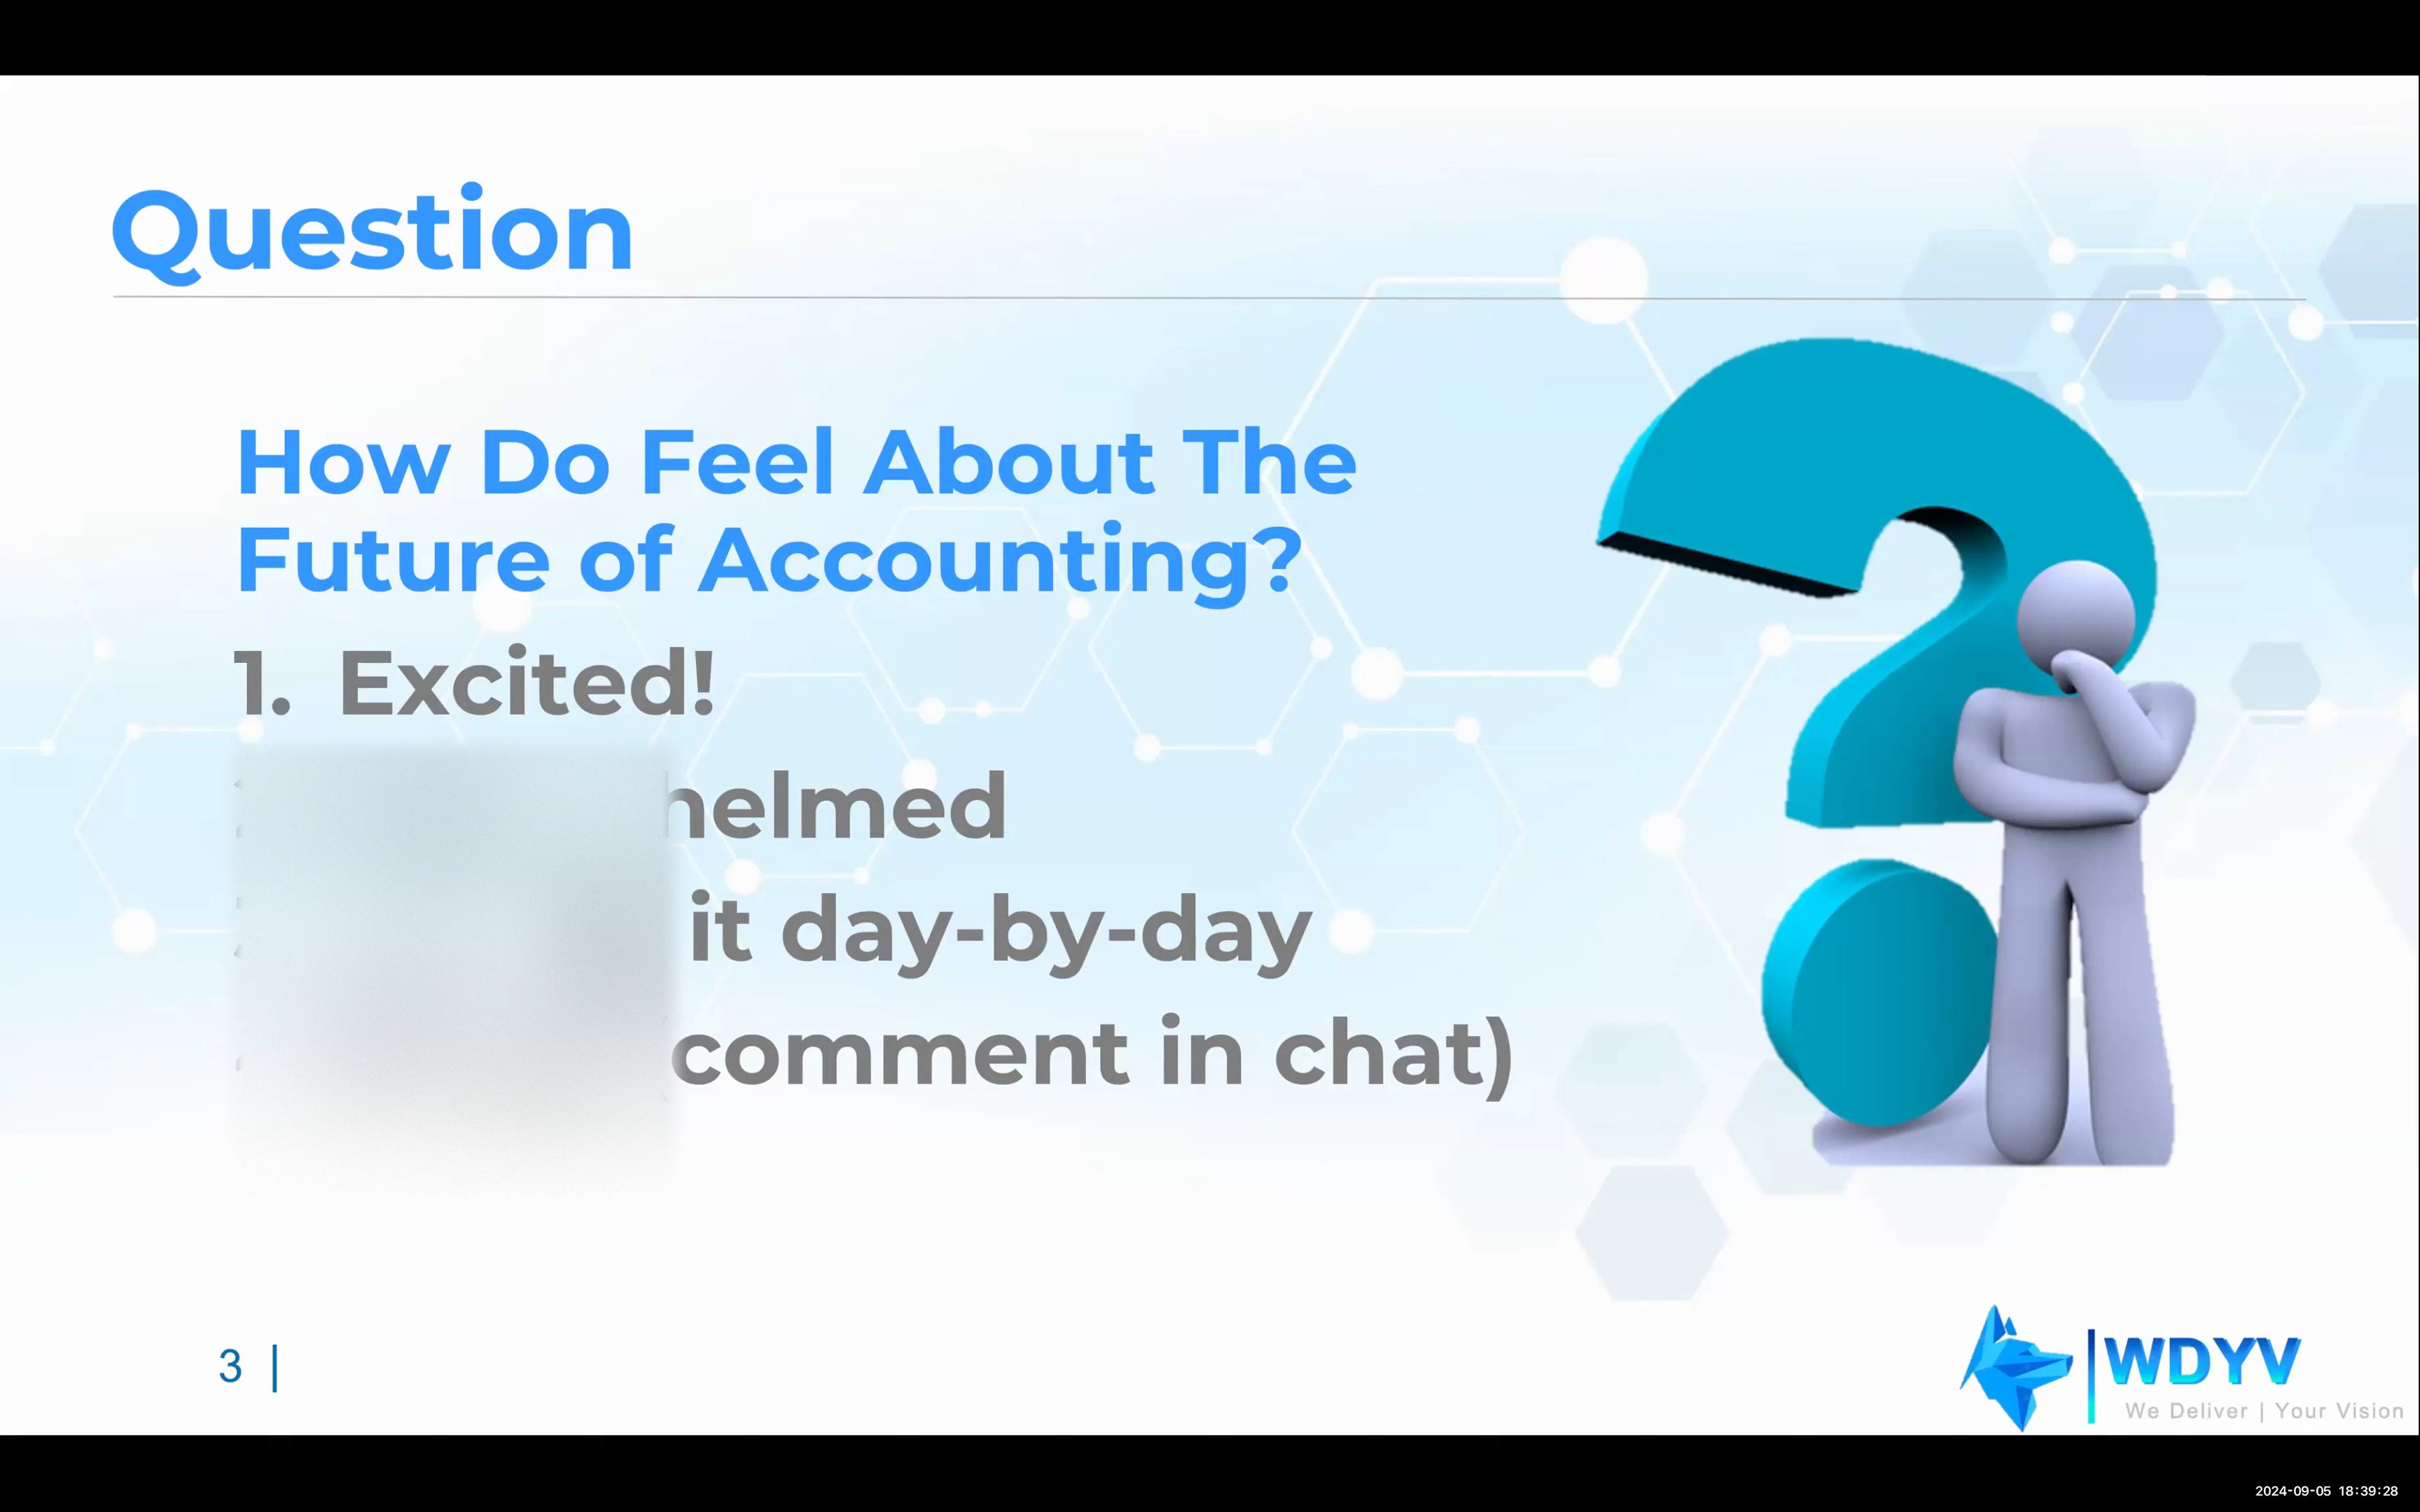 Question
How Do Feel About The
Future of Accounting?
1. Excited!
helmed
it day-by-day
comment in chat)
3 |
WDYV
We Deliver | Your Vision
2024-09-05 18:39:28